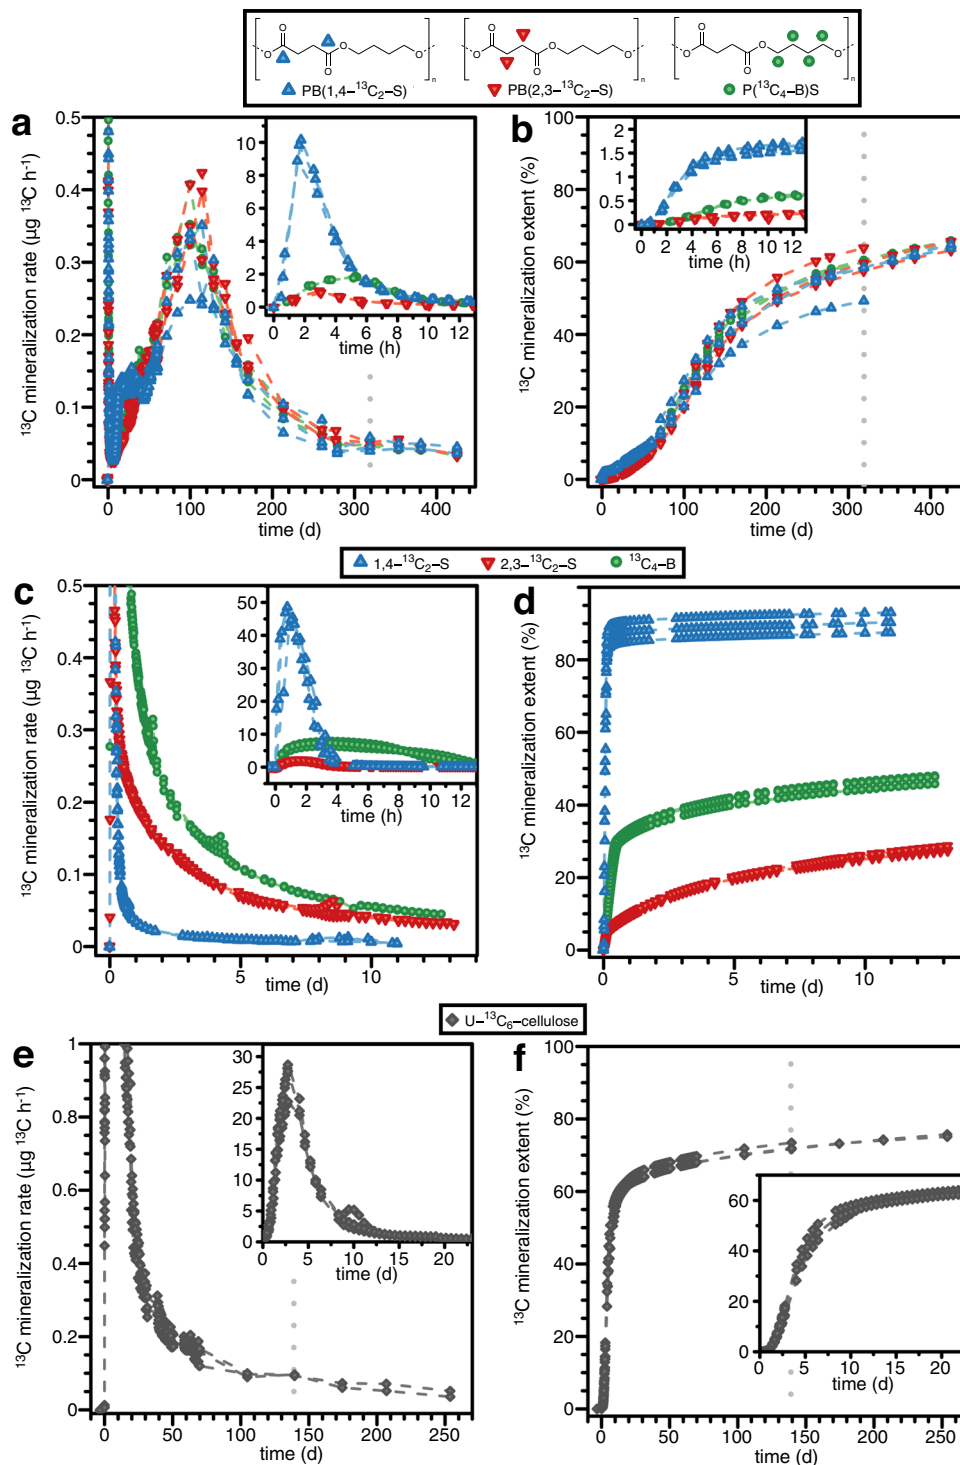 O O O O O O O O O O O O
n n n
PB(1,4–¹³C₂–S) PB(2,3–¹³C₂–S) P(¹³C₄–B)S
a
¹³C mineralization rate (µg ¹³C h⁻¹)
0.5
0.4
0.3
0.2
0.1
0
0 100 200 300 400
time (d)
10
8
6
4
2
0
0 2 4 6 8 10 12
time (h)
b
¹³C mineralization extent (%)
100
80
60
40
20
0
0 100 200 300 400
time (d)
2
1.5
1
0.5
0
0 2 4 6 8 10 12
time (h)
1,4–¹³C₂–S 2,3–¹³C₂–S ¹³C₄–B
c
¹³C mineralization rate (µg ¹³C h⁻¹)
0.5
0.4
0.3
0.2
0.1
0
0 5 10
time (d)
50
40
30
20
10
0
0 2 4 6 8 10 12
time (h)
d
¹³C mineralization extent (%)
80
60
40
20
0
0 5 10
time (d)
U–¹³C₆–cellulose
e
¹³C mineralization rate (µg ¹³C h⁻¹)
1
0.8
0.6
0.4
0.2
0
0 50 100 150 200 250
time (d)
30
25
20
15
10
5
0
0 5 10 15 20
time (d)
f
¹³C mineralization extent (%)
100
80
60
40
20
0
0 50 100 150 200 250
time (d)
60
40
20
0
0 5 10 15 20
time (d)